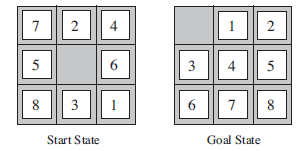 7 2 4
5 6
8 3 1
Start State
1 2
3 4 5
6 7 8
Goal State